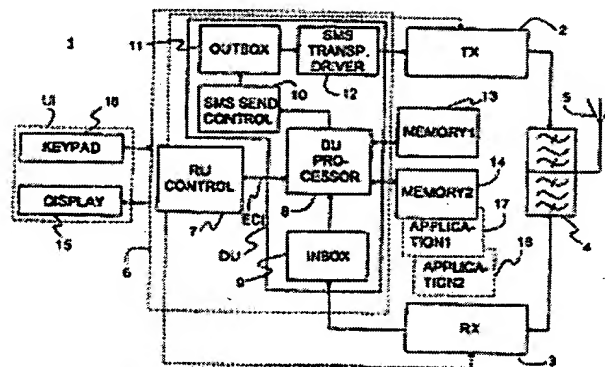 1
11
OUTBOX
SMS TRANSP. DRIVER
12
TX
2
10
SMS SEND CONTROL
13
MEMORY1
5
UI
16
KEYPAD
DISPLAY
15
RU CONTROL
7
ECI
DU PRO-CESSOR
8
14
MEMORY2
17
APPLICA-TION1
APPLICA-TION2
18
4
6
DU
9
INBOX
RX
3